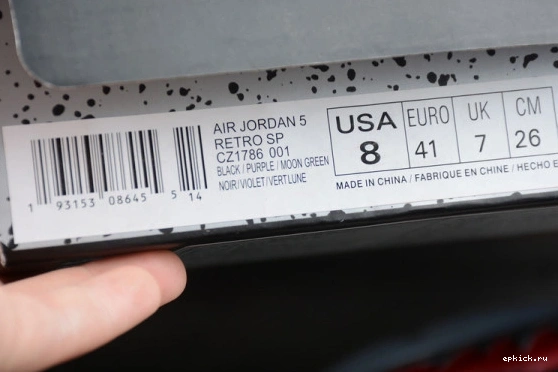 AIR JORDAN 5
RETRO SP
CZ1786 001
BLACK / PURPLE / MOON GREEN
NOIR/VIOLET/VERT LUNE
1 93153 08645 5 14
USA EURO UK CM
8 41 7 26
MADE IN CHINA / FABRIQUE EN CHINE / HECHO E
epkick.ru